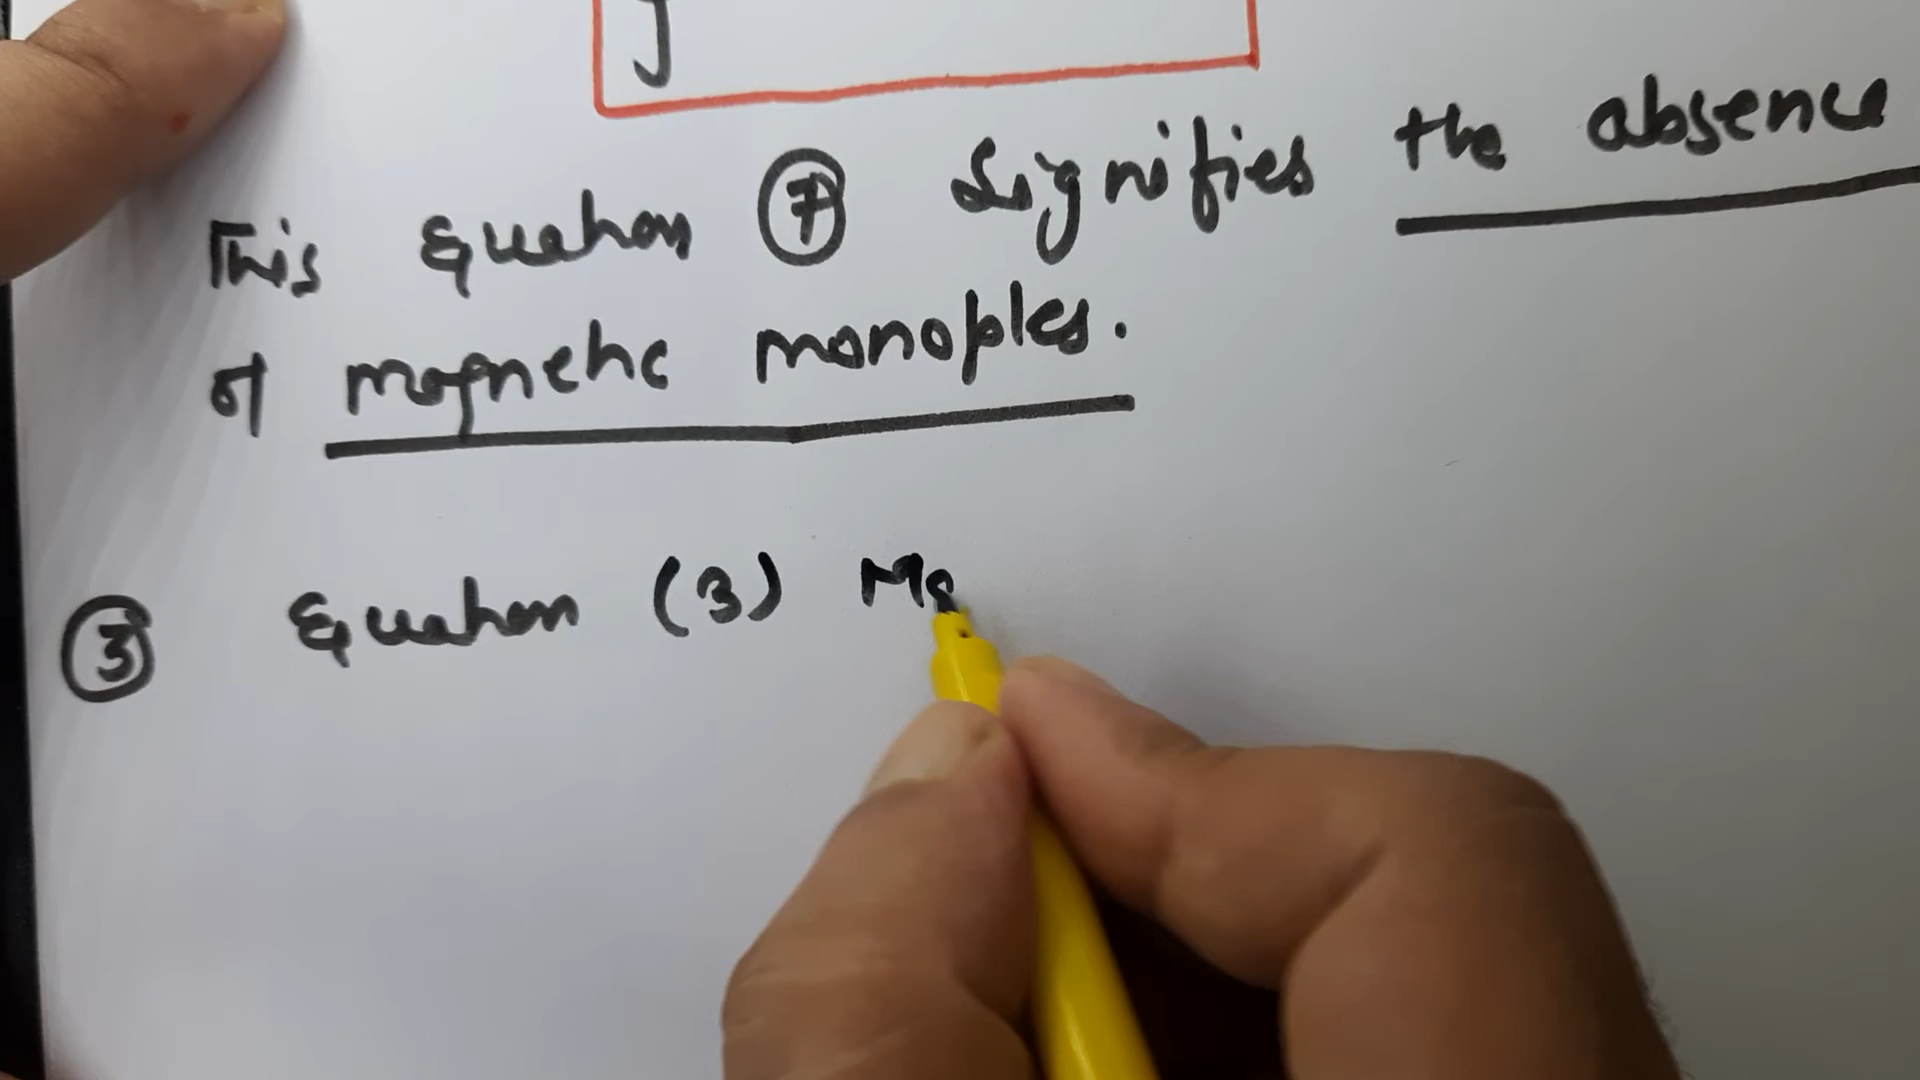 ∫
This Equation ⑦ Signifies the absence
of magnetic monoples.
③ Equation (3) Ma